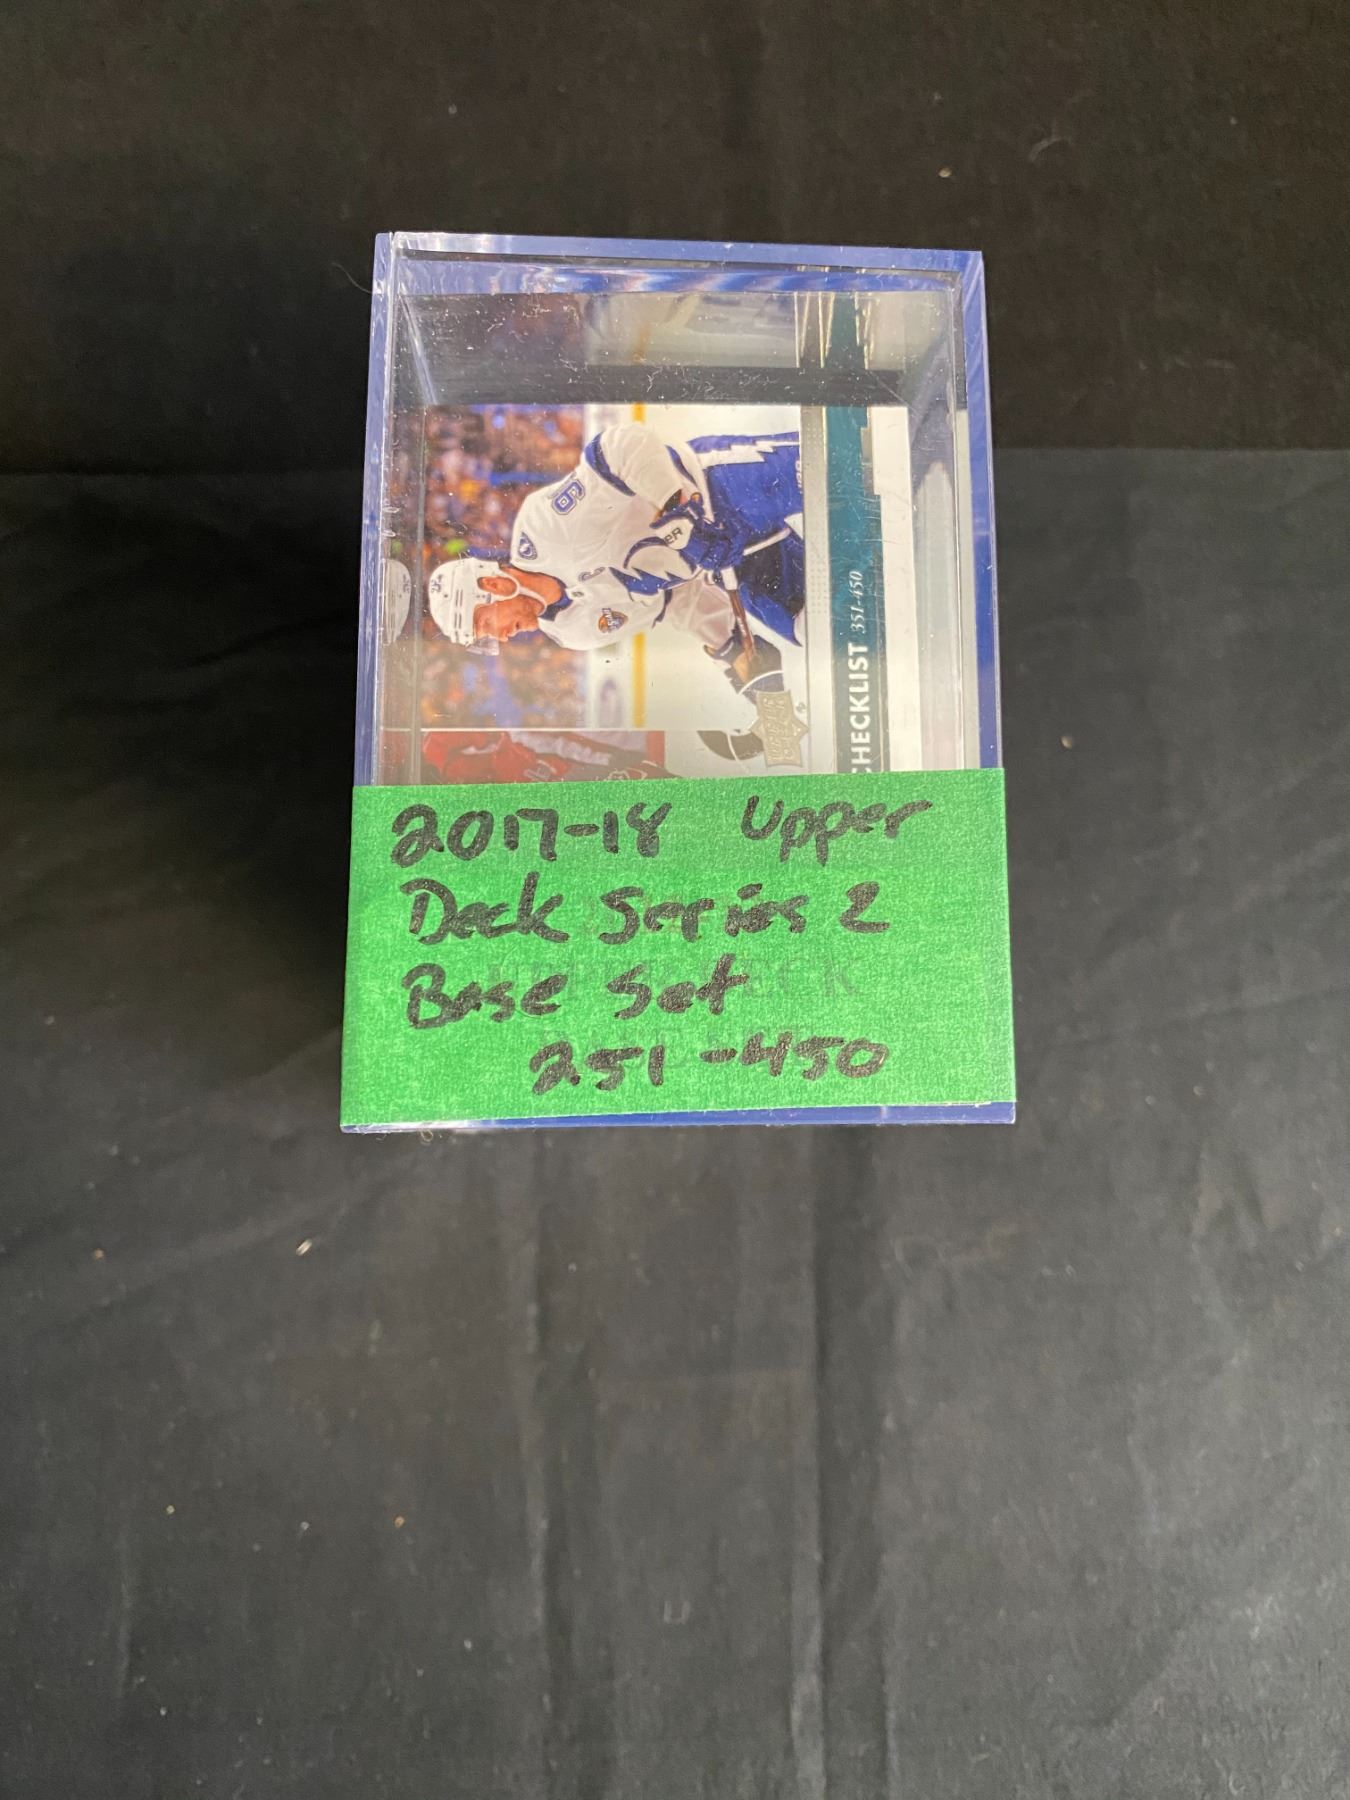 CHECKLIST 351-450
2017-18 Upper
Deck Series 2
Base Set
251-450